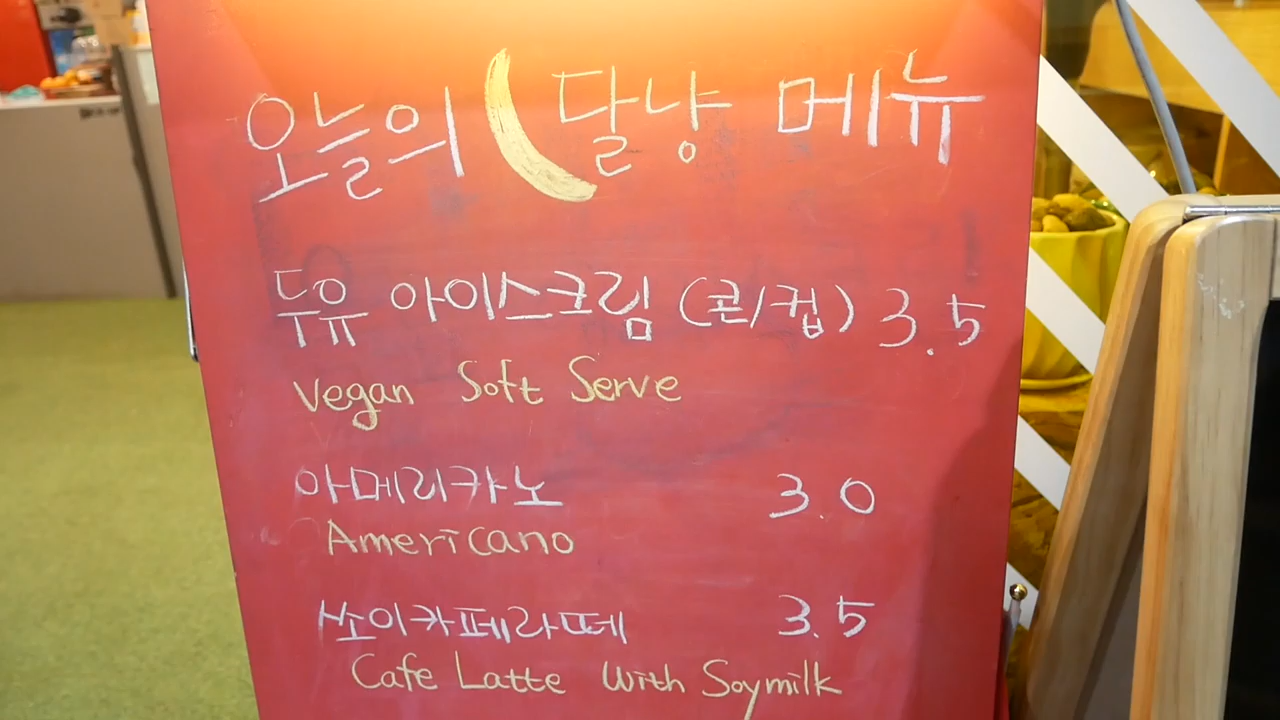 오늘의 달냥 메뉴
두유 아이스크림 (콘/컵) 3.5
Vegan Soft Serve
아메리카노 3.0
Americano
쏘이카페라떼 3.5
Cafe Latte With Soymilk